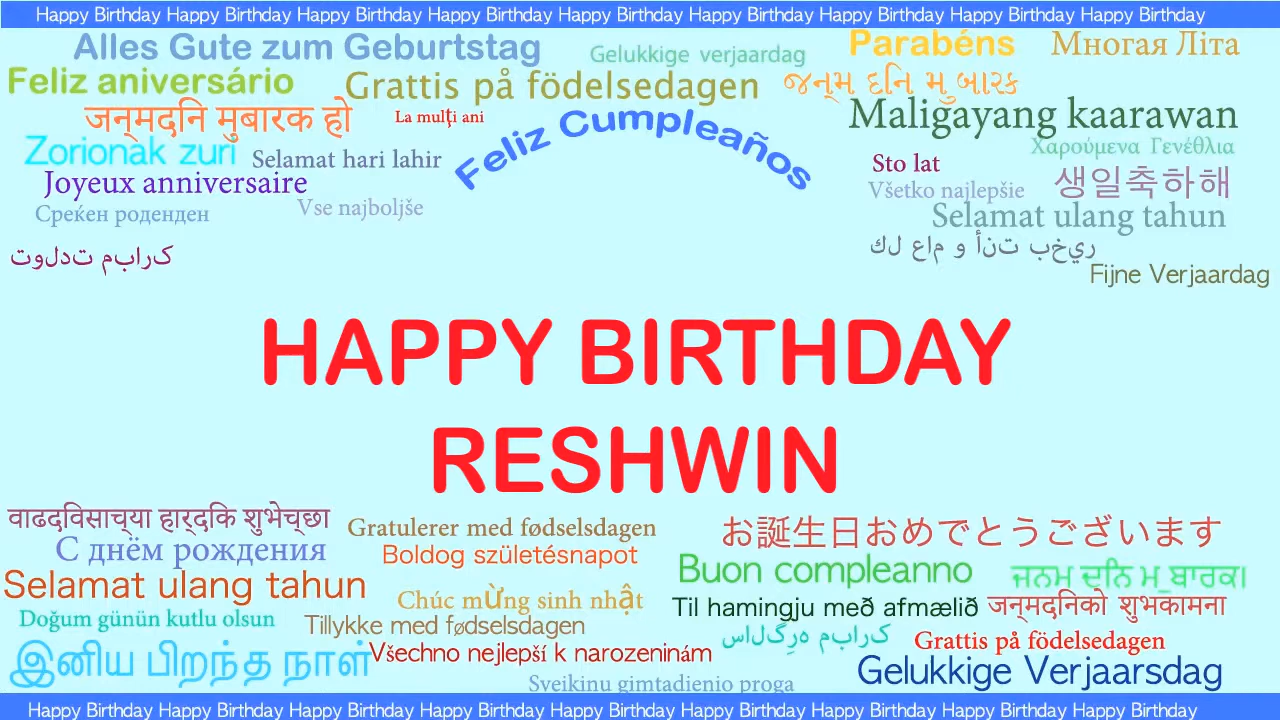 Happy Birthday Happy Birthday Happy Birthday Happy Birthday Happy Birthday Happy Birthday Happy Birthday Happy Birthday Happy Birthday
Alles Gute zum Geburtstag
Gelukkige verjaardag
Parabéns
Многая Літа
Feliz aniversário
Grattis på födelsedagen
જન્મ દિન મુબારક
जन्मदिन मुबारक हो
La mulţi ani
Feliz Cumpleaños
Maligayang kaarawan
Zorionak zuri
Selamat hari lahir
Χαρούμενα Γενέθλια
Sto lat
Joyeux anniversaire
Všetko najlepšie
생일축하해
Среќен роденден
Vse najboljše
Selamat ulang tahun
تولدت مبارک
كل عام و أنت بخير
Fijne Verjaardag
HAPPY BIRTHDAY
RESHWIN
वाढदिवसाच्या हार्दिक शुभेच्छा
Gratulerer med fødselsdagen
お誕生日おめでとうございます
С днём рождения
Boldog születésnapot
Buon compleanno
ਜਨਮ ਦਿਨ ਮੁਬਾਰਕ।
Selamat ulang tahun
Chúc mừng sinh nhật
Til hamingju með afmælið
जन्मदिनको शुभकामना
Doğum günün kutlu olsun
Tillykke med fødselsdagen
سالگرہ مبارک
Grattis på födelsedagen
இனிய பிறந்த நாள்
Všechno nejlepší k narozeninám
Gelukkige Verjaarsdag
Sveikinu gimtadienio proga
Happy Birthday Happy Birthday Happy Birthday Happy Birthday Happy Birthday Happy Birthday Happy Birthday Happy Birthday Happy Birthday